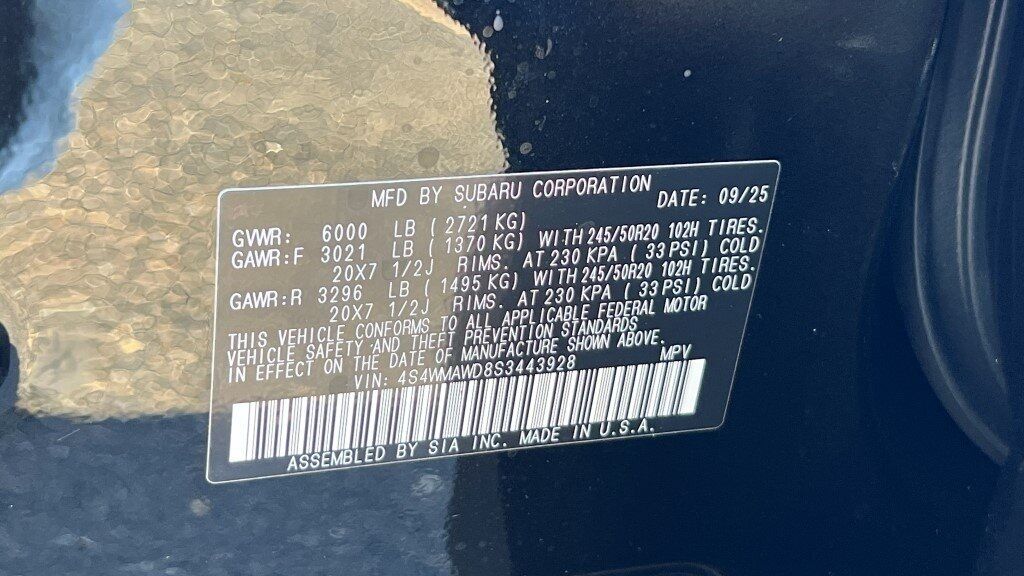 MFD BY SUBARU CORPORATION DATE: 09/25
GVWR: 6000 LB ( 2721 KG)
GAWR:F 3021 LB ( 1370 KG) WITH 245/50R20 102H TIRES.
20X7 1/2J RIMS. AT 230 KPA ( 33 PSI) COLD
GAWR:R 3296 LB ( 1495 KG) WITH 245/50R20 102H TIRES.
20X7 1/2J RIMS. AT 230 KPA ( 33 PSI) COLD
THIS VEHICLE CONFORMS TO ALL APPLICABLE FEDERAL MOTOR
VEHICLE SAFETY AND THEFT PREVENTION STANDARDS
IN EFFECT ON THE DATE OF MANUFACTURE SHOWN ABOVE.
VIN: 4S4WMAWD8S3443928 MPV
ASSEMBLED BY SIA INC. MADE IN U.S.A.